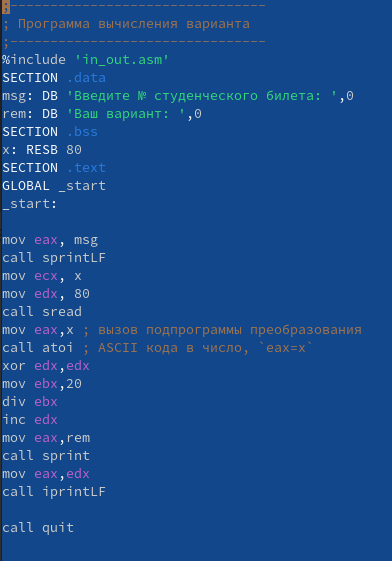 ;--------------------------------
; Программа вычисления варианта
;--------------------------------
%include 'in_out.asm'
SECTION .data
msg: DB 'Введите № студенческого билета: ',0
rem: DB 'Ваш вариант: ',0
SECTION .bss
x: RESB 80
SECTION .text
GLOBAL _start
_start:
mov eax, msg
call sprintLF
mov ecx, x
mov edx, 80
call sread
mov eax,x ; вызов подпрограммы преобразования
call atoi ; ASCII кода в число, `eax=x`
xor edx,edx
mov ebx,20
div ebx
inc edx
mov eax,rem
call sprint
mov eax,edx
call iprintLF
call quit